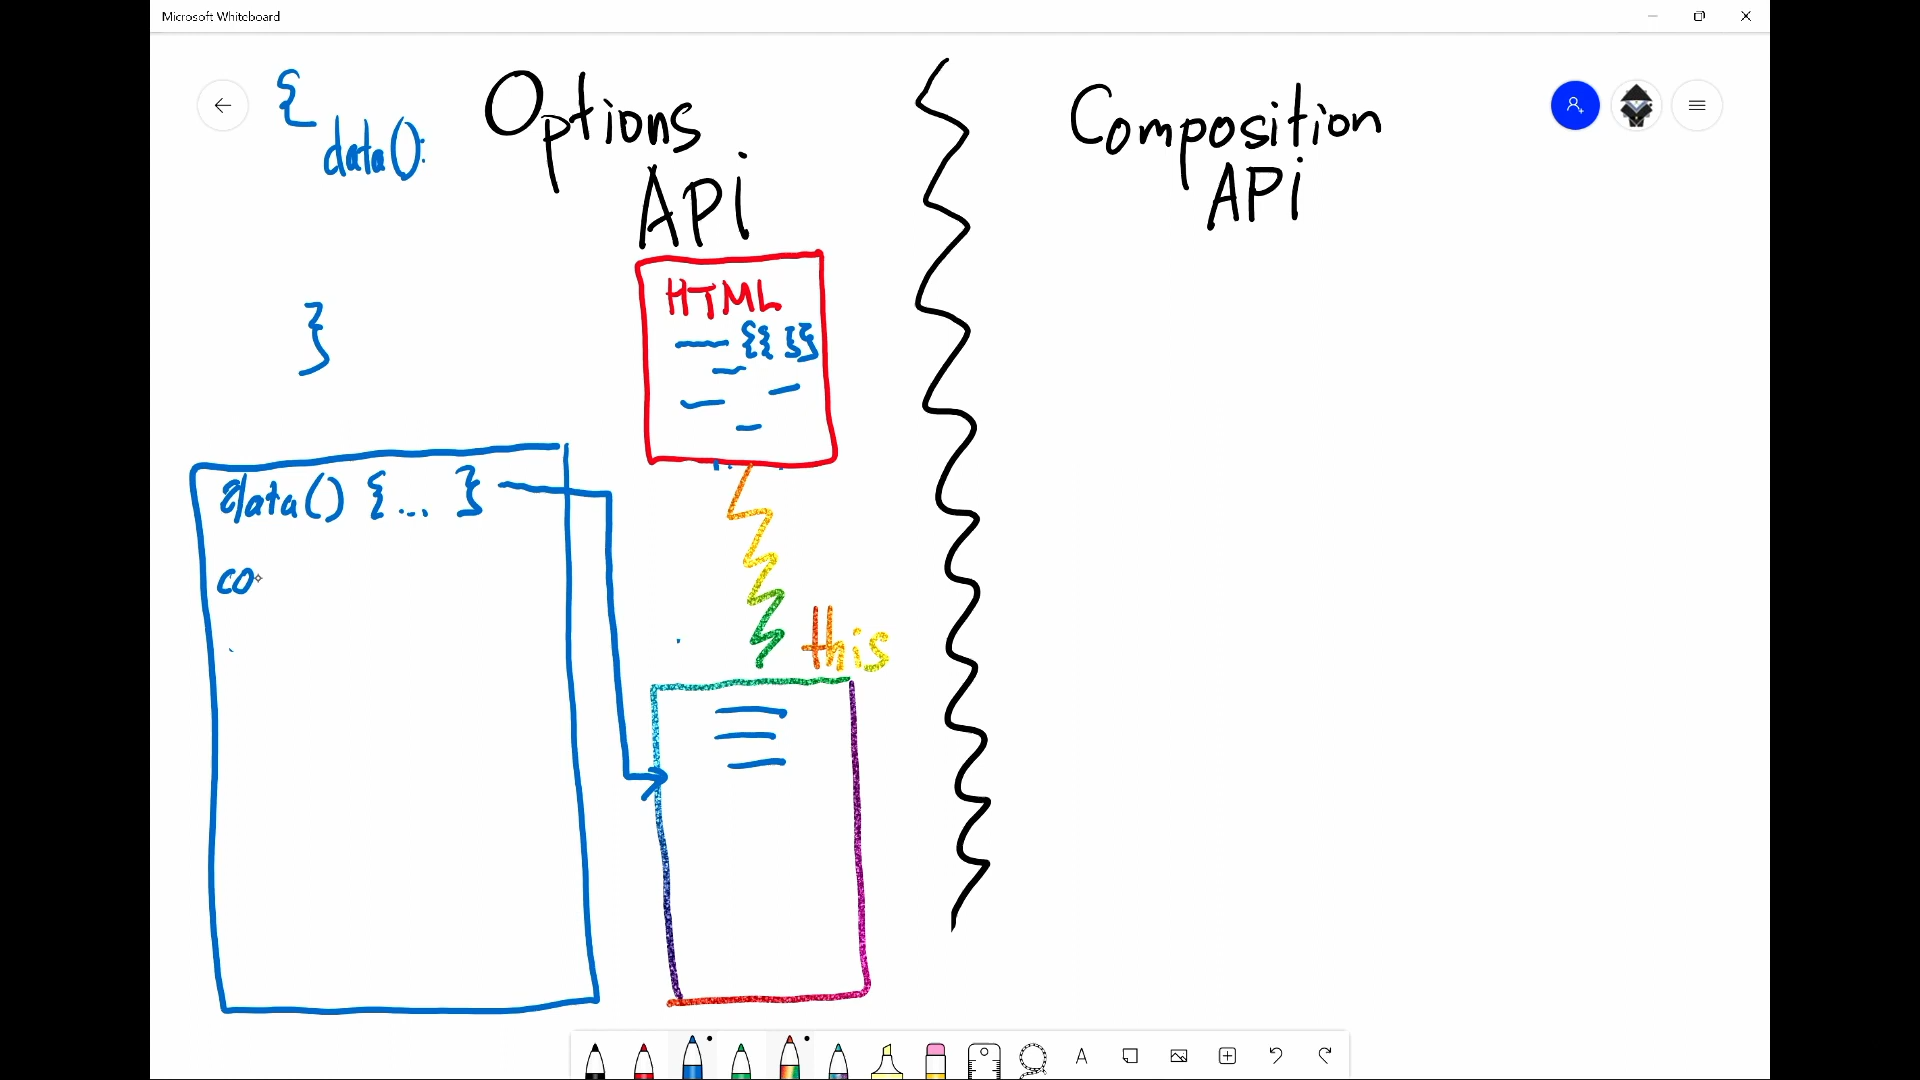 Microsoft Whiteboard
{
data():
}
Options
API
Composition
API
HTML
{{ }}
data() { ... }
co
this
A